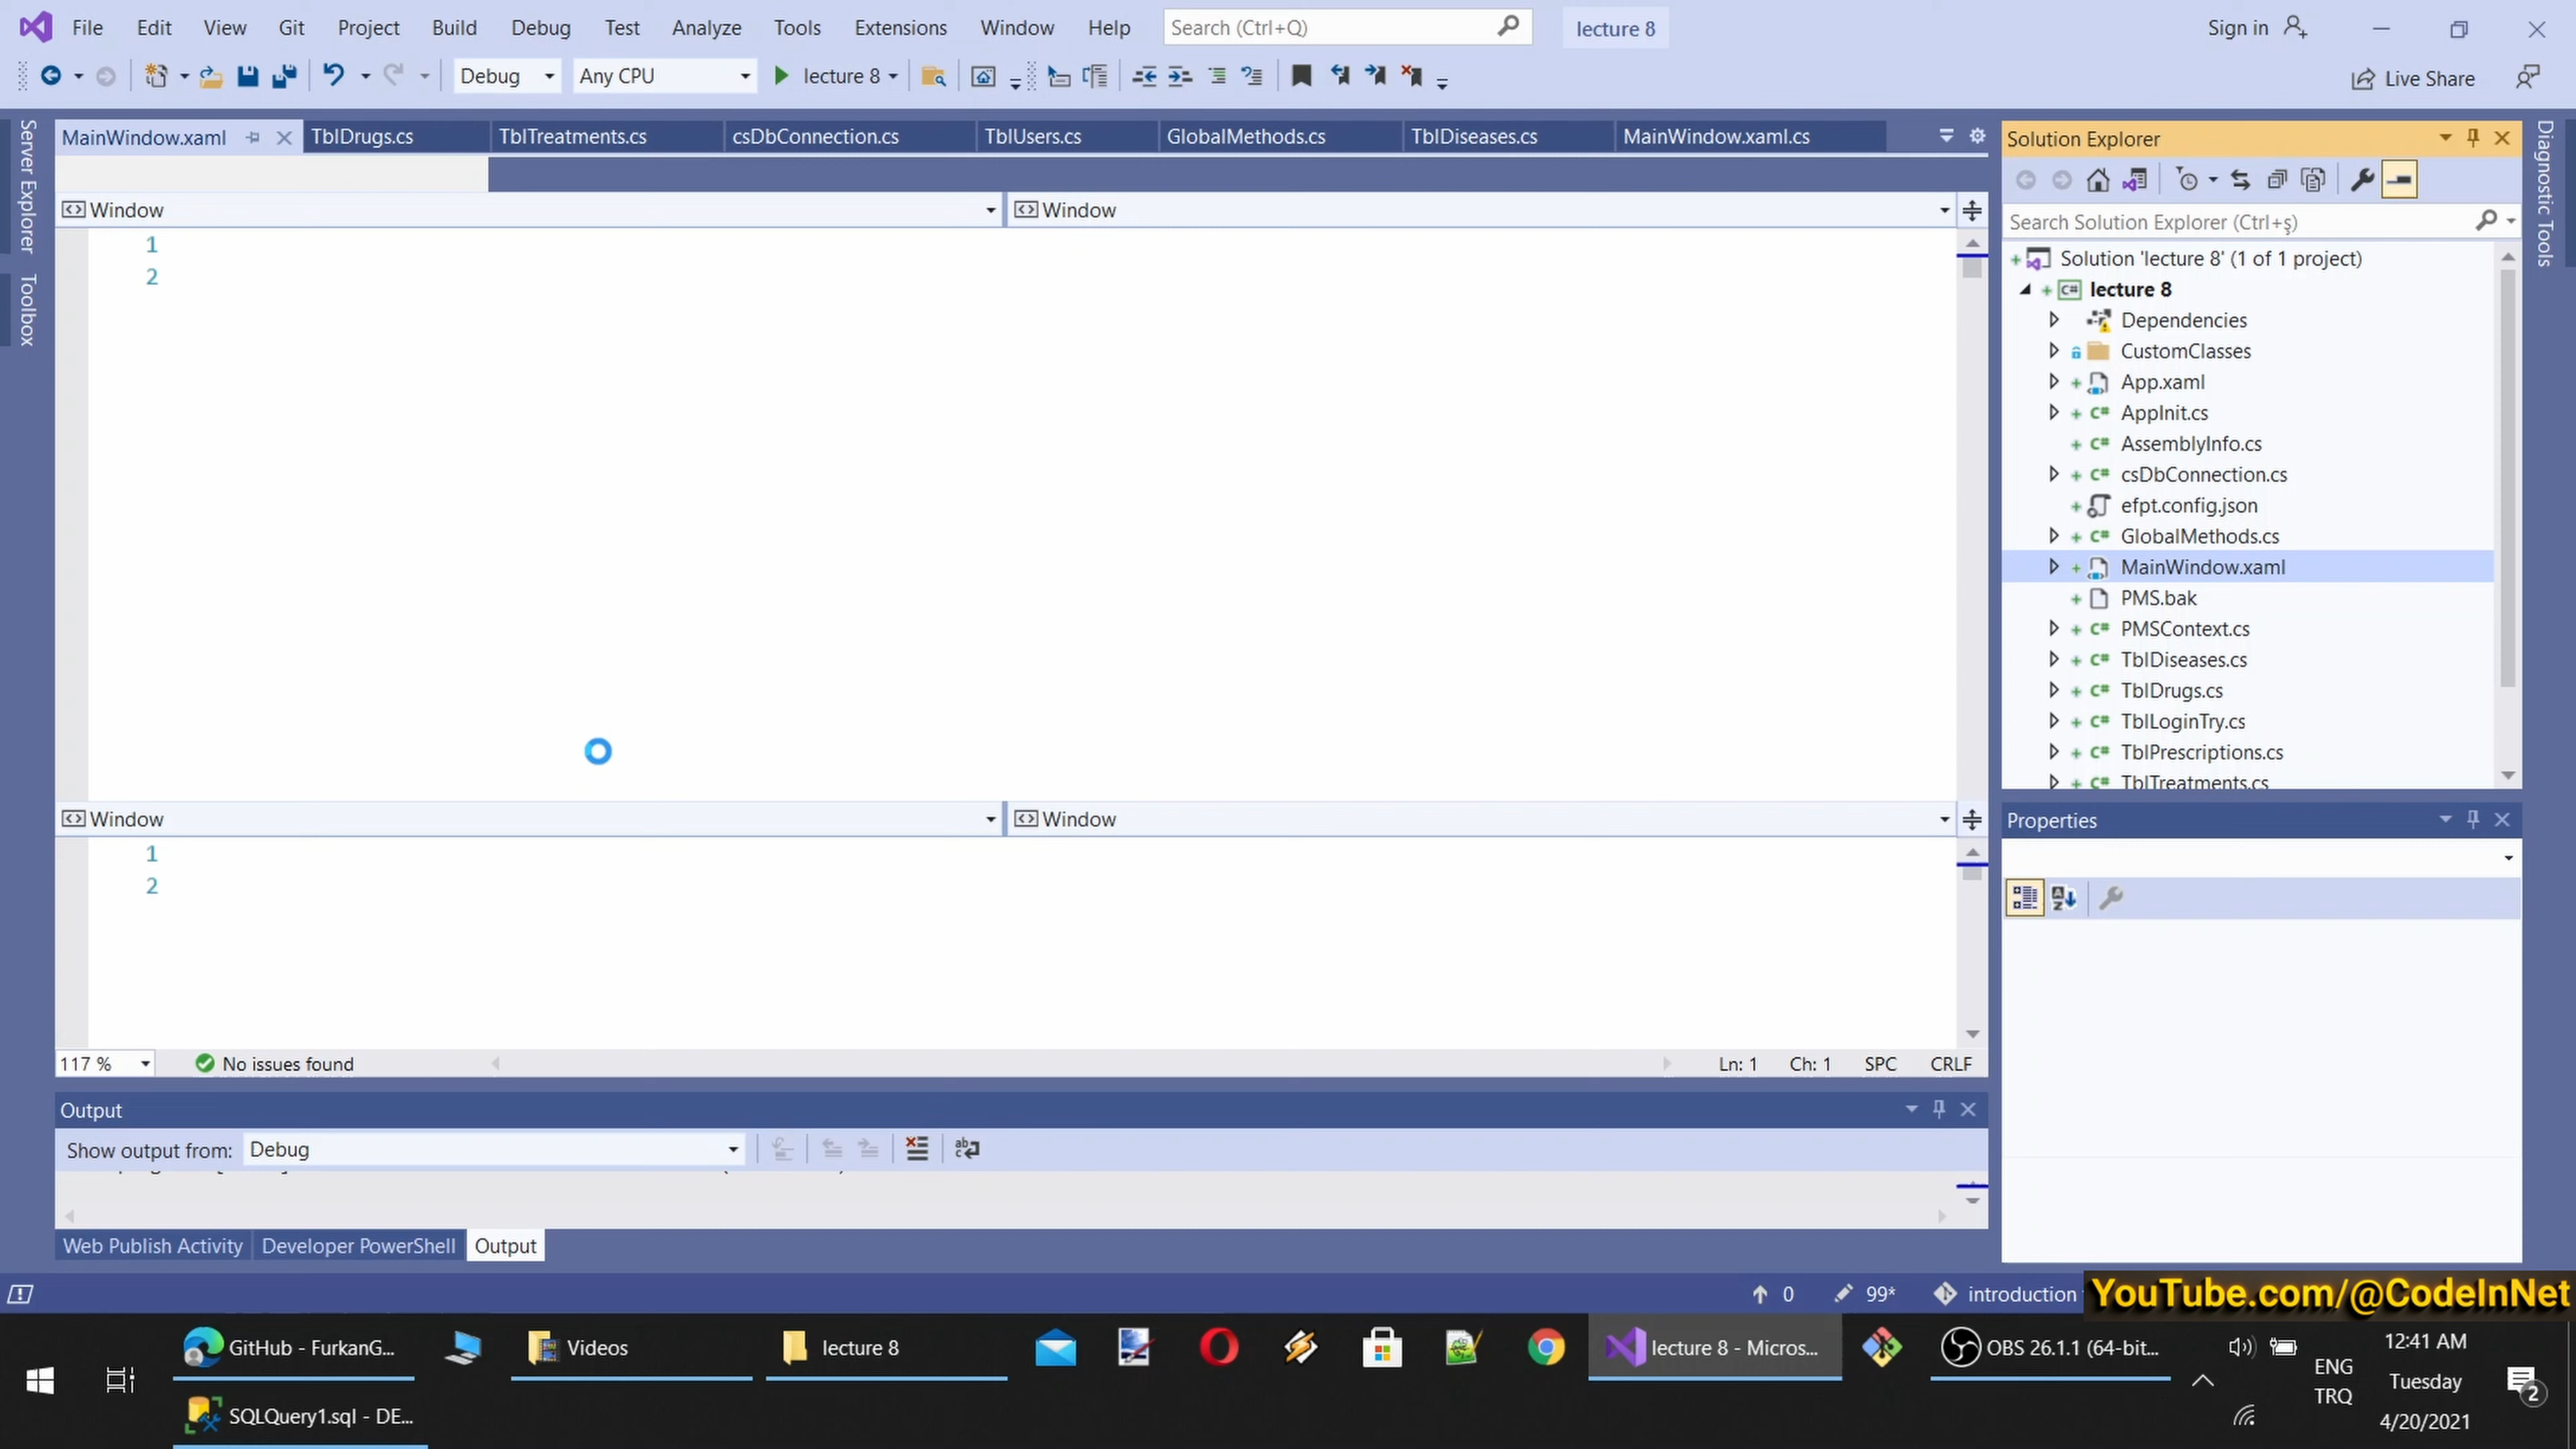 File Edit View Git Project Build Debug Test Analyze Tools Extensions Window Help Search (Ctrl+Q) lecture 8 Sign in
Debug Any CPU lecture 8 Live Share
Server Explorer
Toolbox
MainWindow.xaml TblDrugs.cs TblTreatments.cs csDbConnection.cs TblUsers.cs GlobalMethods.cs TblDiseases.cs MainWindow.xaml.cs
Window Window
1
2
Window Window
1
2
117 % No issues found Ln: 1 Ch: 1 SPC CRLF
Output
Show output from: Debug
Web Publish Activity Developer PowerShell Output
Solution Explorer
Search Solution Explorer (Ctrl+ş)
Solution 'lecture 8' (1 of 1 project)
C# lecture 8
Dependencies
CustomClasses
App.xaml
C# AppInit.cs
C# AssemblyInfo.cs
C# csDbConnection.cs
efpt.config.json
C# GlobalMethods.cs
MainWindow.xaml
PMS.bak
C# PMSContext.cs
C# TblDiseases.cs
C# TblDrugs.cs
C# TblLoginTry.cs
C# TblPrescriptions.cs
C# TblTreatments.cs
Properties
Diagnostic Tools
0 99* introduction
YouTube.com/@CodeInNet
GitHub - FurkanG... Videos lecture 8 lecture 8 - Micros... OBS 26.1.1 (64-bit...
SQLQuery1.sql - DE...
ENG
TRQ
12:41 AM
Tuesday
4/20/2021
2